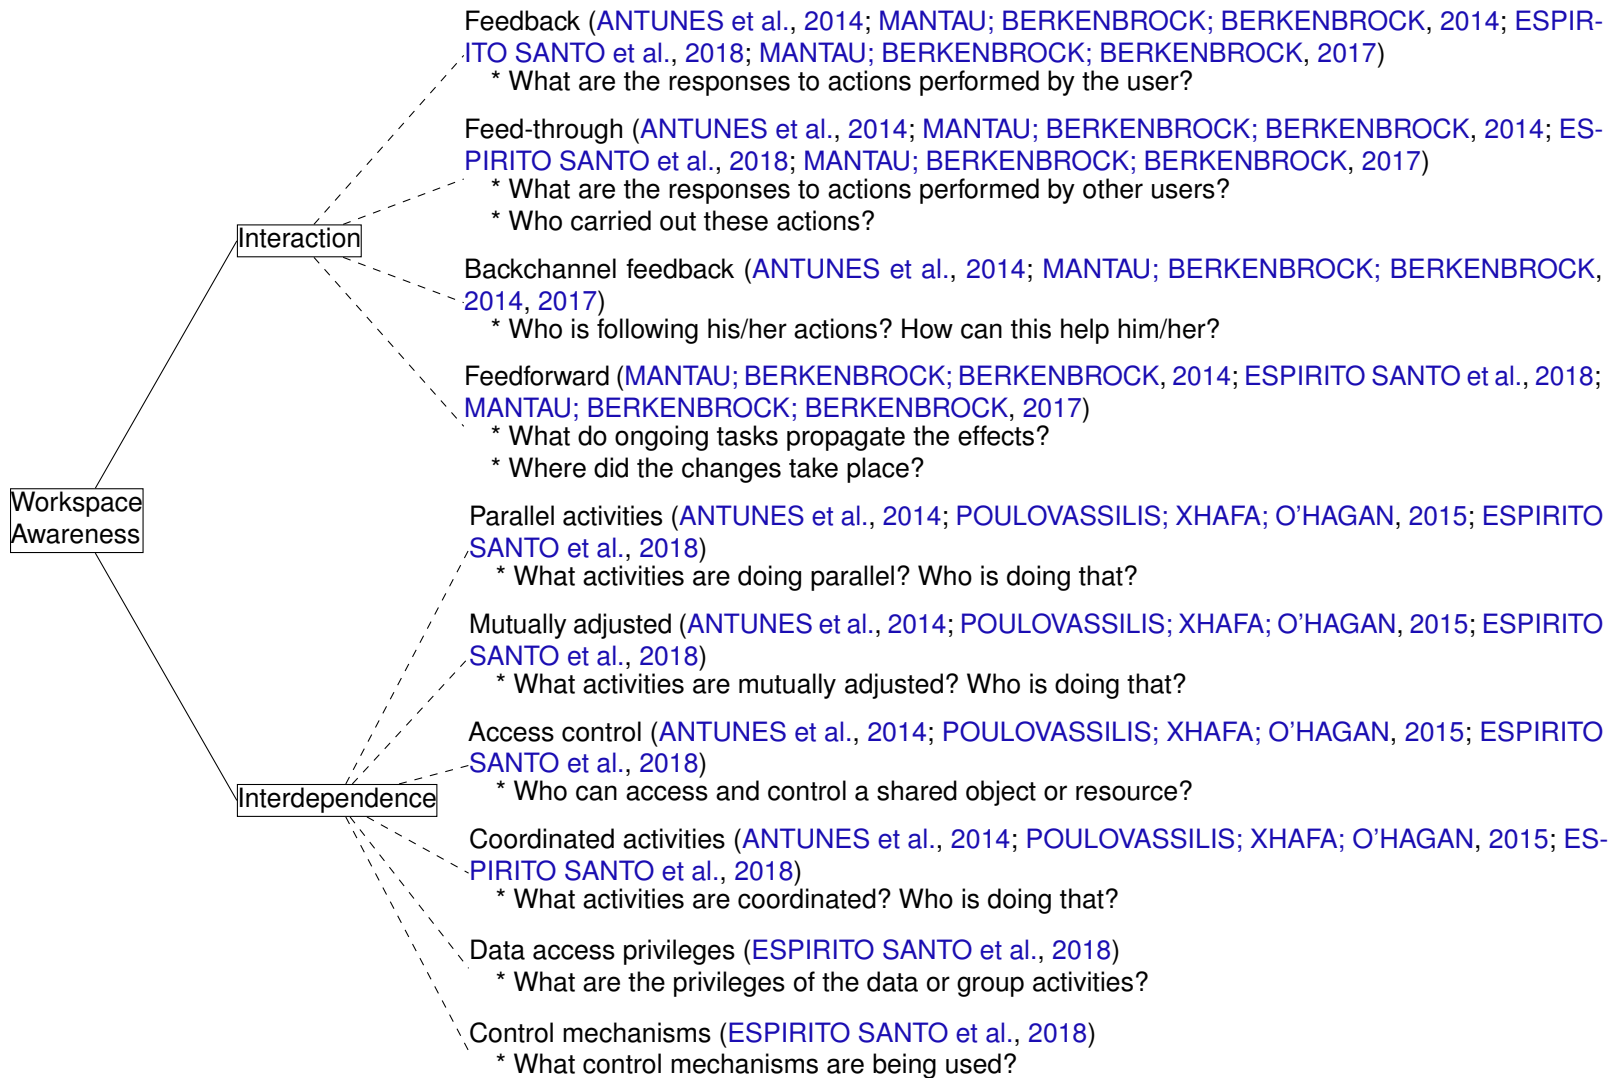 Feedback (ANTUNES et al., 2014; MANTAU; BERKENBROCK; BERKENBROCK, 2014; ESPIR-
ITO SANTO et al., 2018; MANTAU; BERKENBROCK; BERKENBROCK, 2017)
* What are the responses to actions performed by the user?
Feed-through (ANTUNES et al., 2014; MANTAU; BERKENBROCK; BERKENBROCK, 2014; ES-
PIRITO SANTO et al., 2018; MANTAU; BERKENBROCK; BERKENBROCK, 2017)
* What are the responses to actions performed by other users?
* Who carried out these actions?
Interaction
Backchannel feedback (ANTUNES et al., 2014; MANTAU; BERKENBROCK; BERKENBROCK,
2014, 2017)
* Who is following his/her actions? How can this help him/her?
Feedforward (MANTAU; BERKENBROCK; BERKENBROCK, 2014; ESPIRITO SANTO et al., 2018;
MANTAU; BERKENBROCK; BERKENBROCK, 2017)
* What do ongoing tasks propagate the effects?
* Where did the changes take place?
Workspace
Awareness
Parallel activities (ANTUNES et al., 2014; POULOVASSILIS; XHAFA; O'HAGAN, 2015; ESPIRITO
SANTO et al., 2018)
* What activities are doing parallel? Who is doing that?
Mutually adjusted (ANTUNES et al., 2014; POULOVASSILIS; XHAFA; O'HAGAN, 2015; ESPIRITO
SANTO et al., 2018)
* What activities are mutually adjusted? Who is doing that?
Access control (ANTUNES et al., 2014; POULOVASSILIS; XHAFA; O'HAGAN, 2015; ESPIRITO
SANTO et al., 2018)
* Who can access and control a shared object or resource?
Interdependence
Coordinated activities (ANTUNES et al., 2014; POULOVASSILIS; XHAFA; O'HAGAN, 2015; ES-
PIRITO SANTO et al., 2018)
* What activities are coordinated? Who is doing that?
Data access privileges (ESPIRITO SANTO et al., 2018)
* What are the privileges of the data or group activities?
Control mechanisms (ESPIRITO SANTO et al., 2018)
* What control mechanisms are being used?